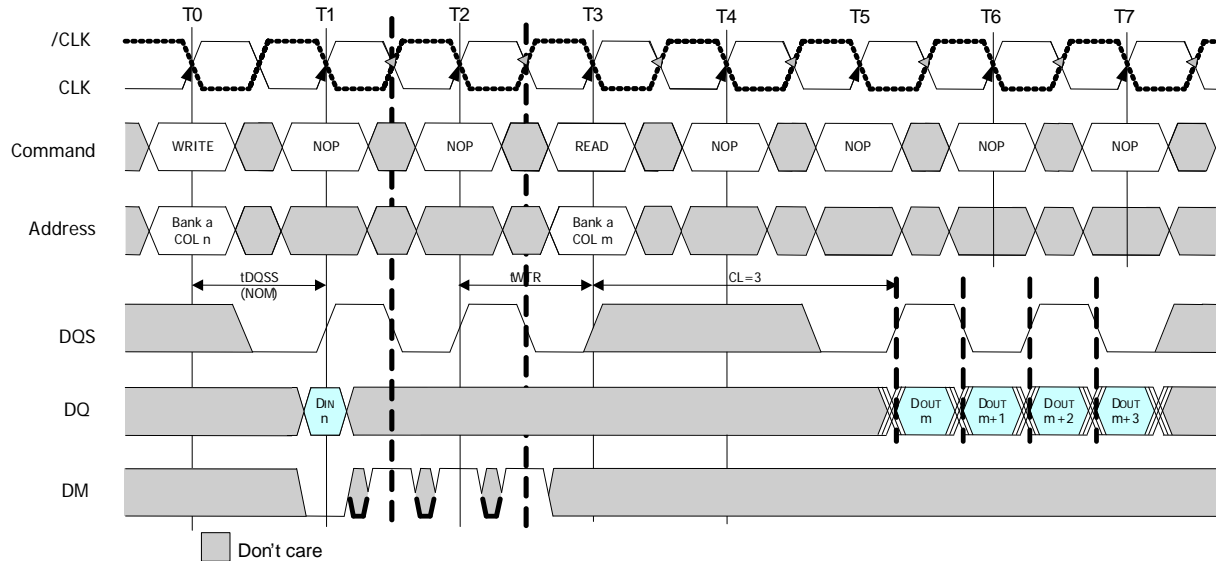 T0 T1 T2 T3 T4 T5 T6 T7
/CLK
CLK
Command WRITE NOP NOP READ NOP NOP NOP NOP
Address Bank a COL n Bank a COL m
tDQSS (NOM) tWTR CL=3
DQS
DQ DIN n DOUT m DOUT m+1 DOUT m+2 DOUT m+3
DM
Don't care